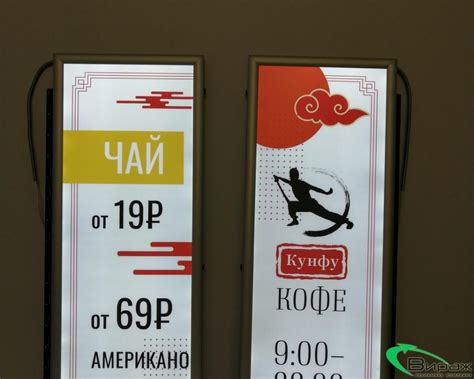 ЧАЙ
от 19₽
от 69₽
АМЕРИКАНО
Кунфу
КОФЕ
9:00–
Вираж